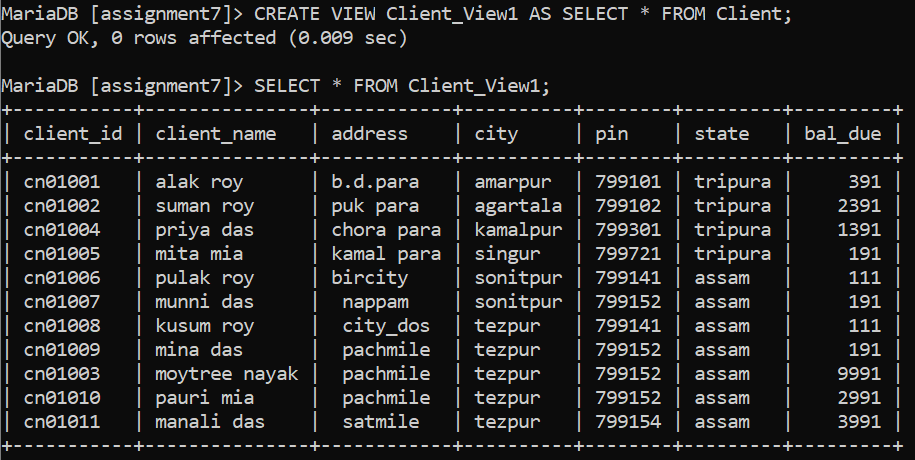 MariaDB [assignment7]> CREATE VIEW Client_View1 AS SELECT * FROM Client;
Query OK, 0 rows affected (0.009 sec)

MariaDB [assignment7]> SELECT * FROM Client_View1;
+-----------+---------------+------------+----------+--------+---------+---------+
| client_id | client_name   | address    | city     | pin    | state   | bal_due |
+-----------+---------------+------------+----------+--------+---------+---------+
| cn01001   | alak roy      | b.d.para   | amarpur  | 799101 | tripura |     391 |
| cn01002   | suman roy     | puk para   | agartala | 799102 | tripura |    2391 |
| cn01004   | priya das     | chora para | kamalpur | 799301 | tripura |    1391 |
| cn01005   | mita mia      | kamal para | singur   | 799721 | tripura |     191 |
| cn01006   | pulak roy     | bircity    | sonitpur | 799141 | assam   |     111 |
| cn01007   | munni das     |  nappam    | sonitpur | 799152 | assam   |     191 |
| cn01008   | kusum roy     |  city_dos  | tezpur   | 799141 | assam   |     111 |
| cn01009   | mina das      |  pachmile  | tezpur   | 799152 | assam   |     191 |
| cn01003   | moytree nayak |  pachmile  | tezpur   | 799152 | assam   |    9991 |
| cn01010   | pauri mia     |  pachmile  | tezpur   | 799152 | assam   |    2991 |
| cn01011   | manali das    |  satmile   | tezpur   | 799154 | assam   |    3991 |
+-----------+---------------+------------+----------+--------+---------+---------+